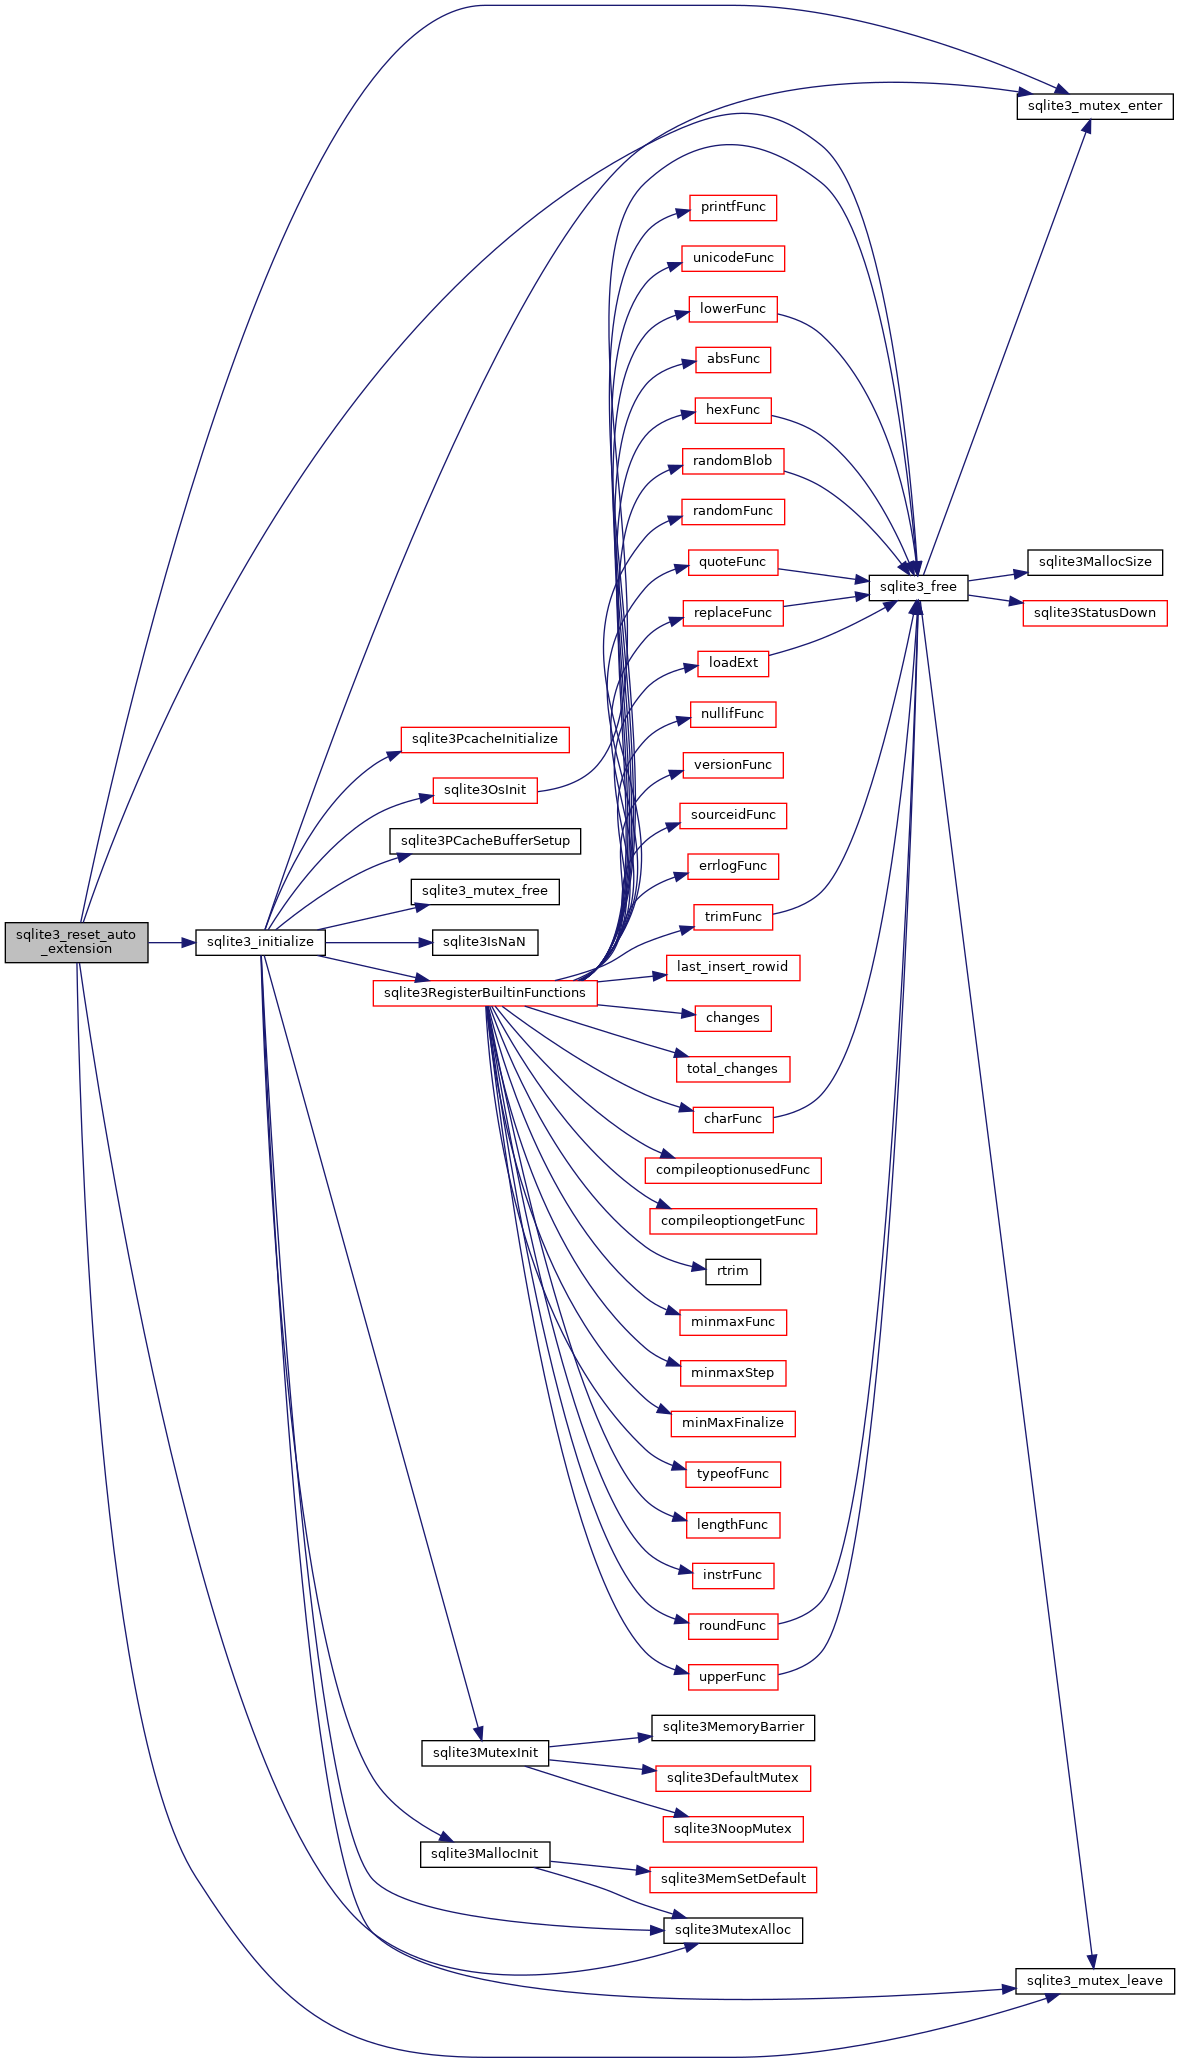 sqlite3_reset_auto
_extension
sqlite3_initialize
sqlite3PcacheInitialize
sqlite3OsInit
sqlite3PCacheBufferSetup
sqlite3_mutex_free
sqlite3IsNaN
sqlite3RegisterBuiltinFunctions
sqlite3MutexInit
sqlite3MallocInit
printfFunc
unicodeFunc
lowerFunc
absFunc
hexFunc
randomBlob
randomFunc
quoteFunc
replaceFunc
loadExt
nullifFunc
versionFunc
sourceidFunc
errlogFunc
trimFunc
last_insert_rowid
changes
total_changes
charFunc
compileoptionusedFunc
compileoptiongetFunc
rtrim
minmaxFunc
minmaxStep
minMaxFinalize
typeofFunc
lengthFunc
instrFunc
roundFunc
upperFunc
sqlite3MemoryBarrier
sqlite3DefaultMutex
sqlite3NoopMutex
sqlite3MemSetDefault
sqlite3MutexAlloc
sqlite3_free
sqlite3_mutex_enter
sqlite3MallocSize
sqlite3StatusDown
sqlite3_mutex_leave